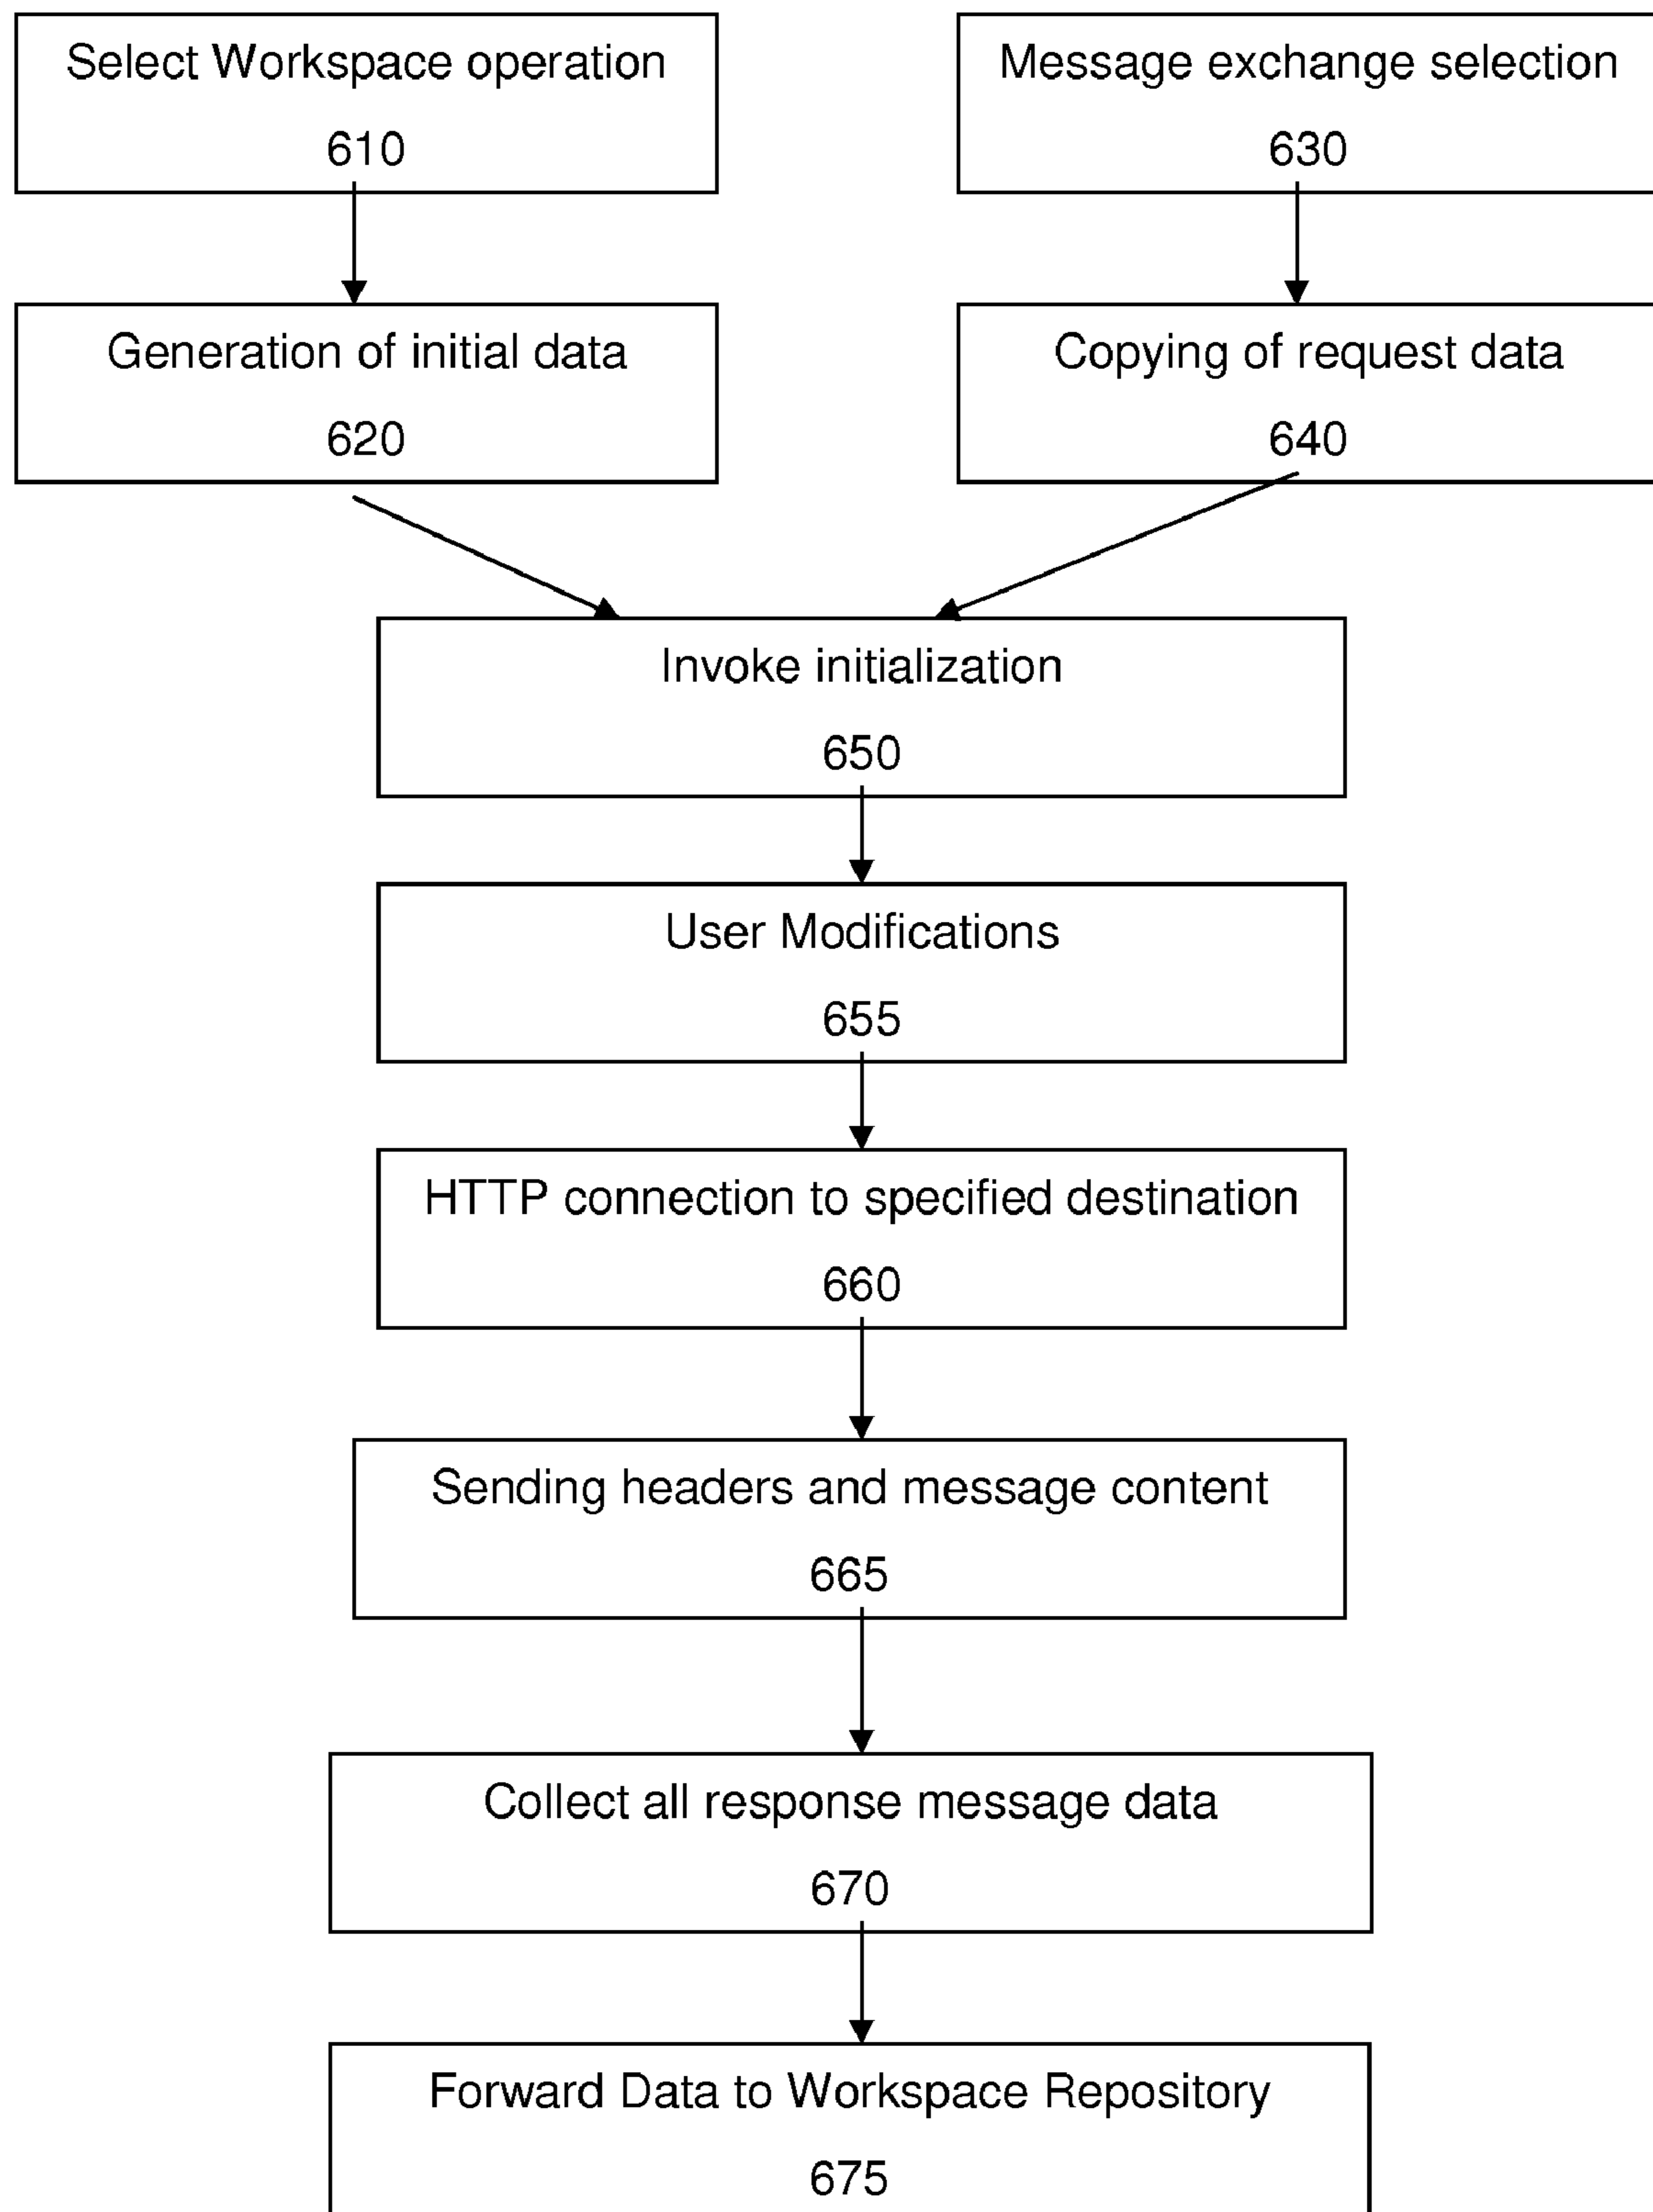 Select Workspace operation
610
Message exchange selection
630
Generation of initial data
620
Copying of request data
640
Invoke initialization
650
User Modifications
655
HTTP connection to specified destination
660
Sending headers and message content
665
Collect all response message data
670
Forward Data to Workspace Repository
675